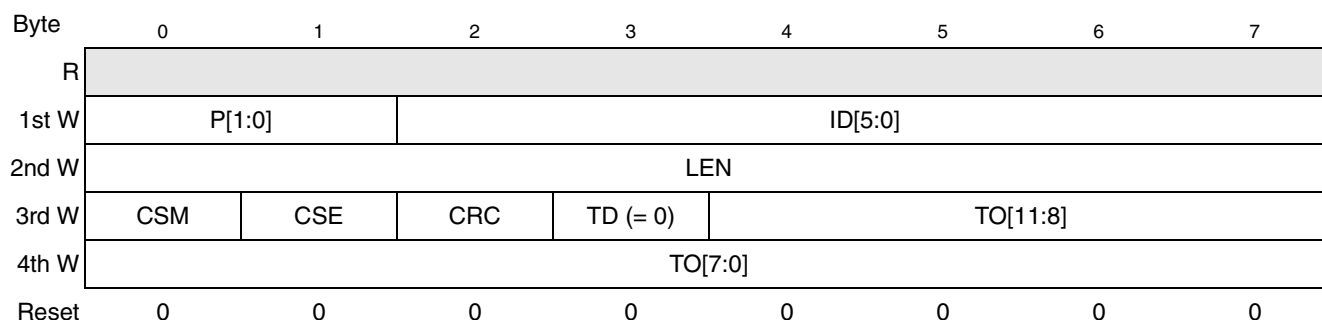 Byte 0 1 2 3 4 5 6 7
R
1st W P[1:0] ID[5:0]
2nd W LEN
3rd W CSM CSE CRC TD (= 0) TO[11:8]
4th W TO[7:0]
Reset 0 0 0 0 0 0 0 0